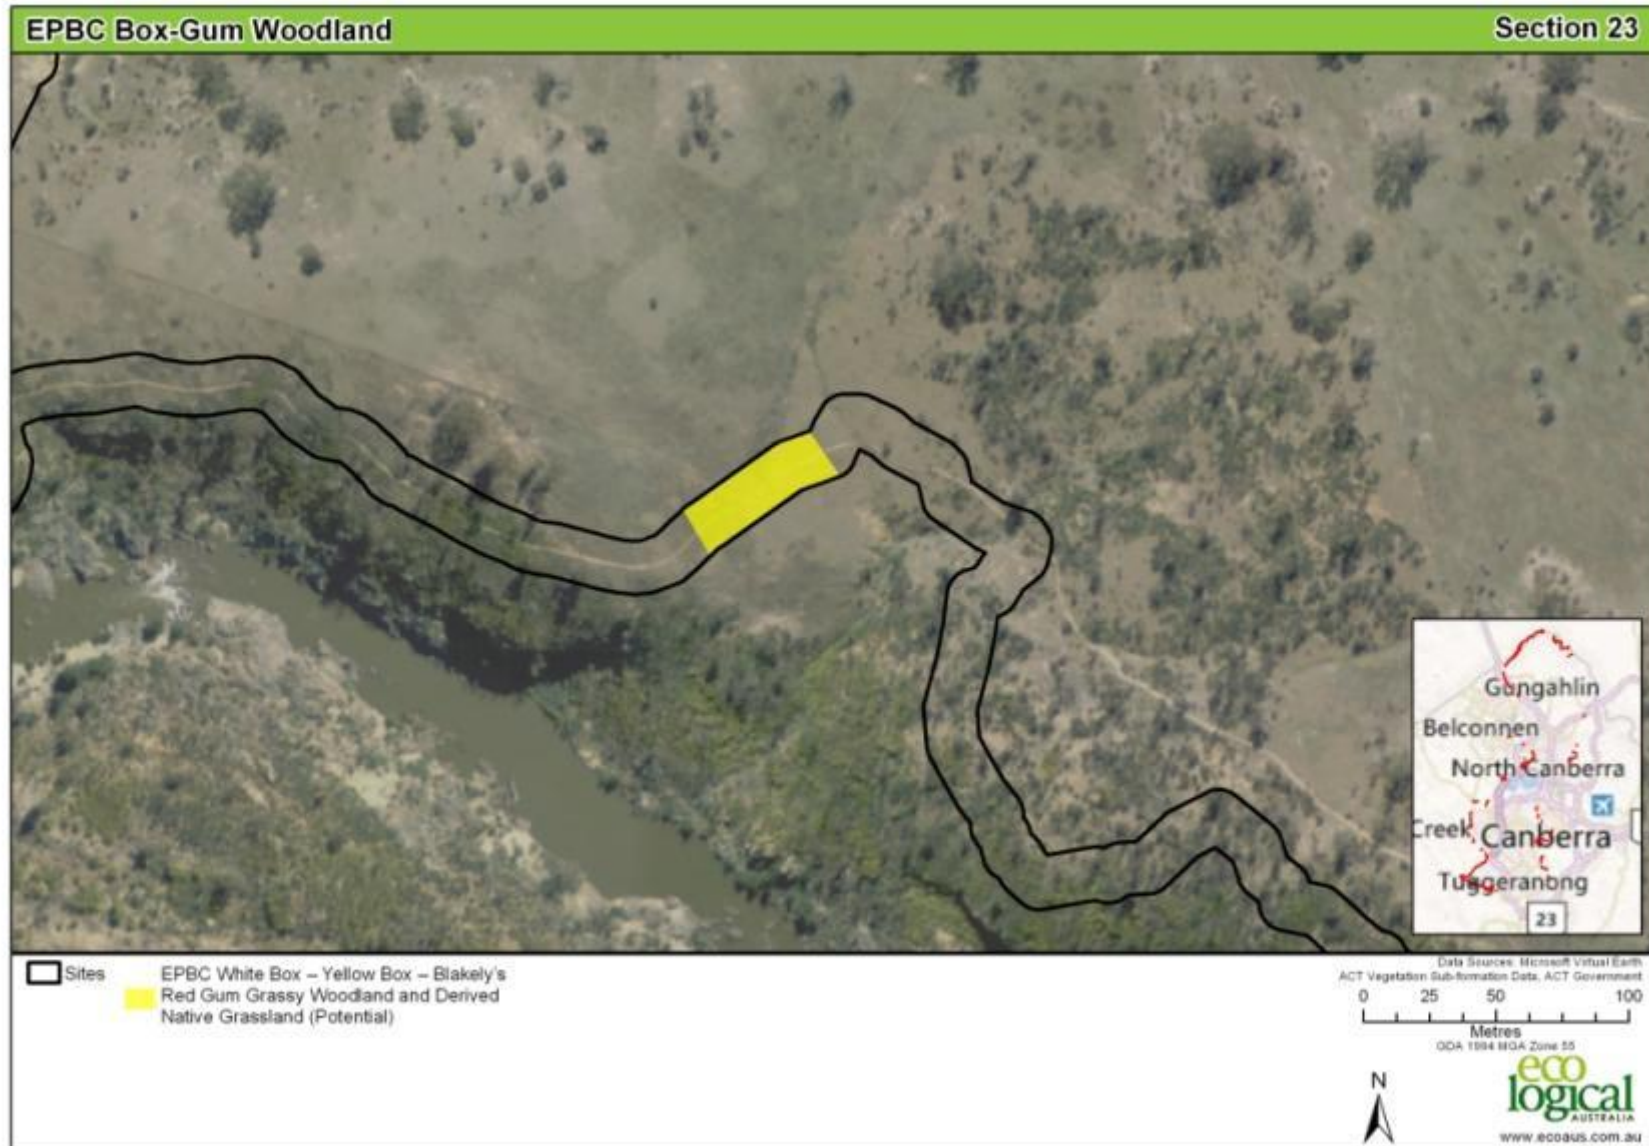 EPBC Box-Gum Woodland
Section 23
Gungahlin
Belconnen
North Canberra
Creek
Canberra
Tuggeranong
23
Sites
EPBC White Box – Yellow Box – Blakely's
Red Gum Grassy Woodland and Derived
Native Grassland (Potential)
Data Sources: Microsoft Virtual Earth
ACT Vegetation Sub-formation Data, ACT Government
0 25 50 100
Metres
GDA 1994 MGA Zone 55
N
eco
logical
AUSTRALIA
www.ecoaus.com.au